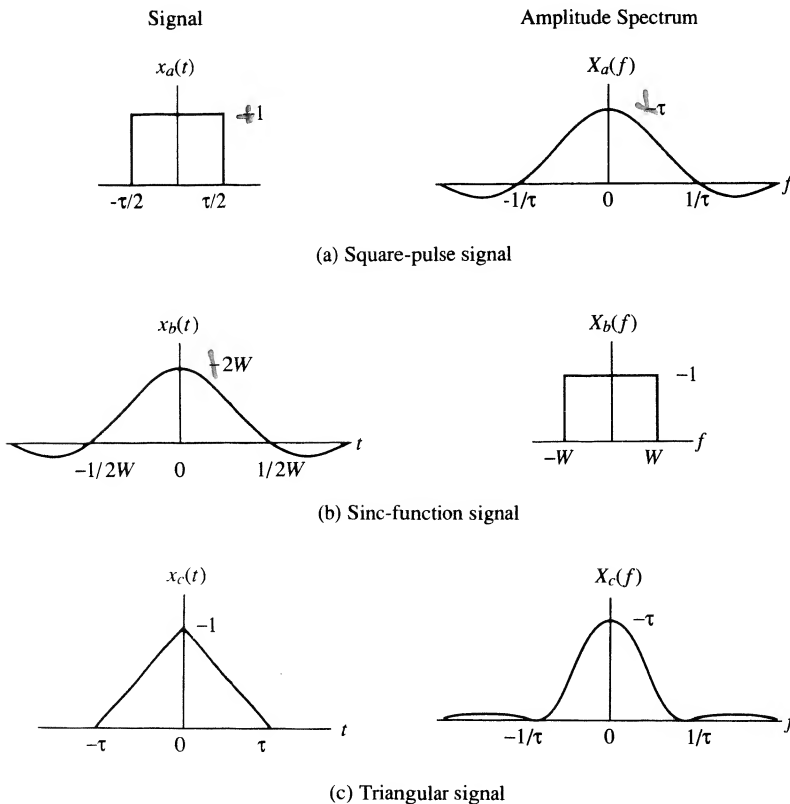 Signal Amplitude Spectrum
x_a(t) X_a(f)
1 -τ
-τ/2 τ/2 -1/τ 0 1/τ f
(a) Square-pulse signal
x_b(t) X_b(f)
2W -1
t f
-1/2W 0 1/2W -W W
(b) Sinc-function signal
x_c(t) X_c(f)
-1 -τ
-τ 0 τ t -1/τ 0 1/τ f
(c) Triangular signal